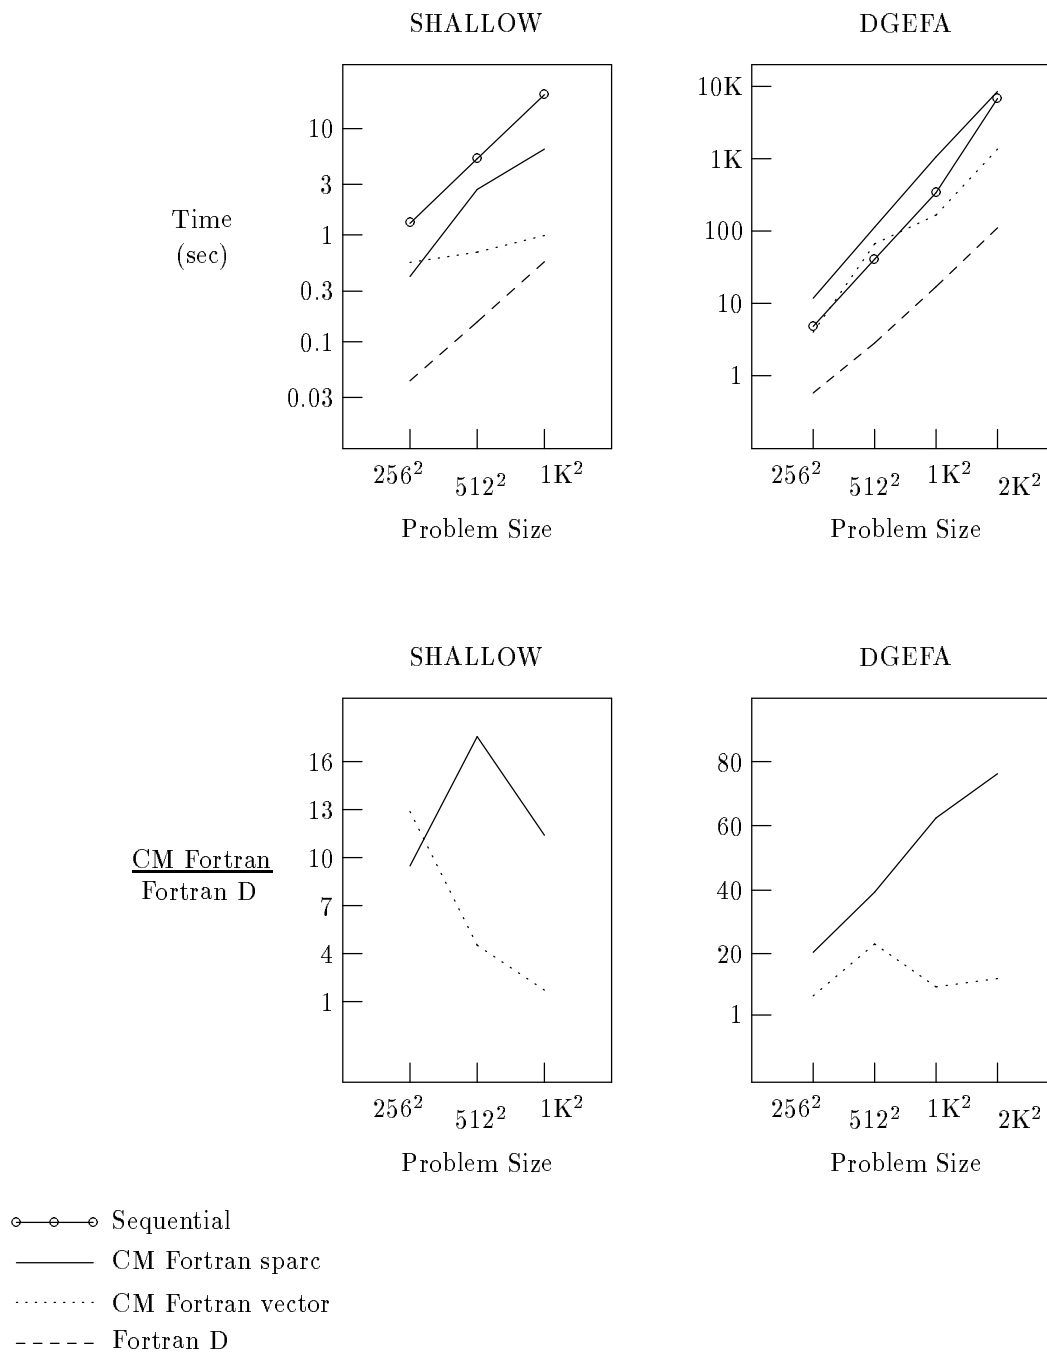 SHALLOW
DGEFA
Time
(sec)
10
3
1
0.3
0.1
0.03
256²
512²
1K²
Problem Size
10K
1K
100
10
1
256²
512²
1K²
2K²
Problem Size
SHALLOW
DGEFA
CM Fortran
Fortran D
16
13
10
7
4
1
256²
512²
1K²
Problem Size
80
60
40
20
1
256²
512²
1K²
2K²
Problem Size
Sequential
CM Fortran sparc
CM Fortran vector
Fortran D